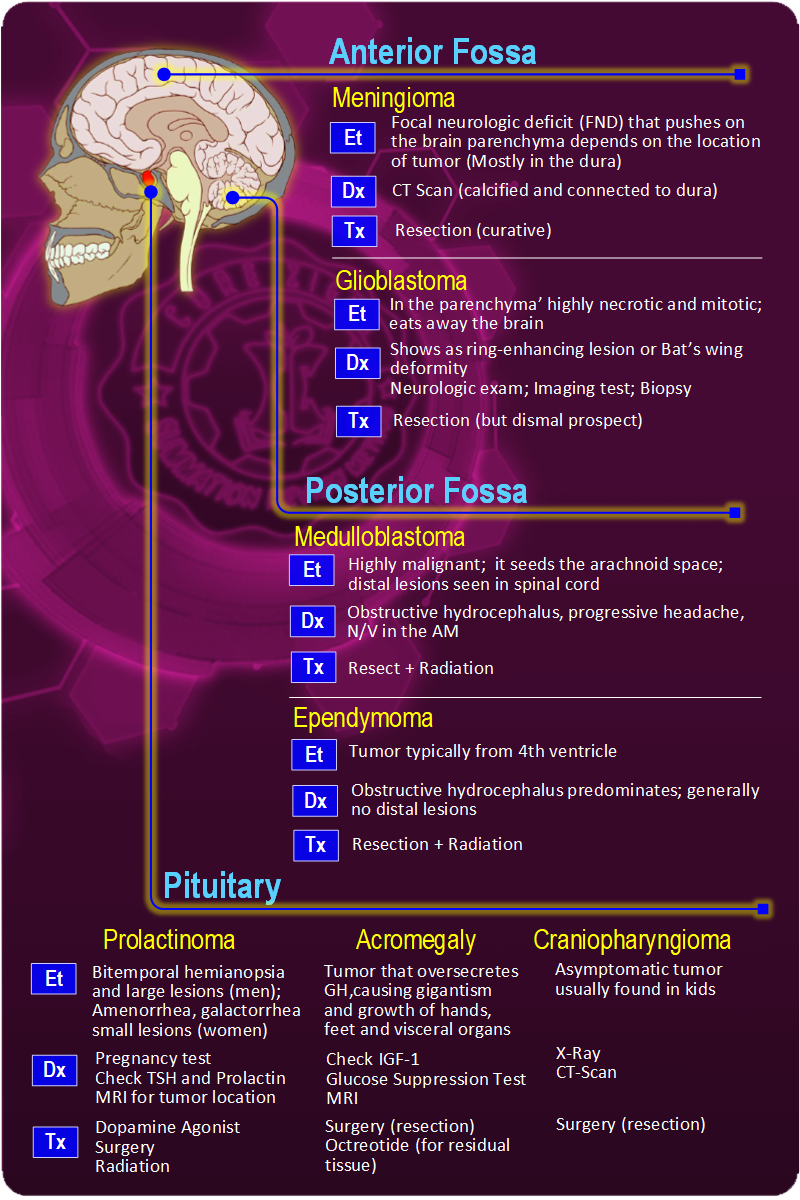 Anterior Fossa
Meningioma
Et
Focal neurologic deficit (FND) that pushes on
the brain parenchyma depends on the location
of tumor (Mostly in the dura)
Dx
CT Scan (calcified and connected to dura)
Tx
Resection (curative)
Glioblastoma
Et
In the parenchyma’ highly necrotic and mitotic;
eats away the brain
Dx
Shows as ring-enhancing lesion or Bat’s wing
deformity
Neurologic exam; Imaging test; Biopsy
Tx
Resection (but dismal prospect)
Posterior Fossa
Medulloblastoma
Et
Highly malignant;  it seeds the arachnoid space;
distal lesions seen in spinal cord
Dx
Obstructive hydrocephalus, progressive headache,
N/V in the AM
Tx
Resect + Radiation
Ependymoma
Et
Tumor typically from 4th ventricle
Dx
Obstructive hydrocephalus predominates; generally
no distal lesions
Tx
Resection + Radiation
Pituitary
Prolactinoma
Acromegaly
Craniopharyngioma
Et
Bitemporal hemianopsia
and large lesions (men);
Amenorrhea, galactorrhea
small lesions (women)
Tumor that oversecretes
GH,causing gigantism
and growth of hands,
feet and visceral organs
Asymptomatic tumor
usually found in kids
Dx
Pregnancy test
Check TSH and Prolactin
MRI for tumor location
Check IGF-1
Glucose Suppression Test
MRI
X-Ray
CT-Scan
Tx
Dopamine Agonist
Surgery
Radiation
Surgery (resection)
Octreotide (for residual
tissue)
Surgery (resection)